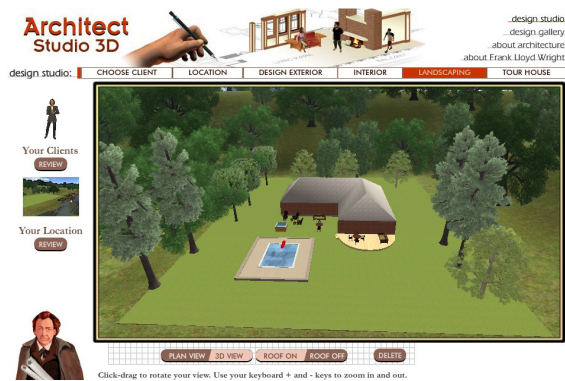 Architect
Studio 3D
...design studio
...design gallery
...about architecture
...about Frank Lloyd Wright
design studio:
CHOOSE CLIENT
LOCATION
DESIGN EXTERIOR
INTERIOR
LANDSCAPING
TOUR HOUSE
Your Clients
REVIEW
Your Location
REVIEW
PLAN VIEW
3D VIEW
ROOF ON
ROOF OFF
DELETE
Click-drag to rotate your view. Use your keyboard + and - keys to zoom in and out.